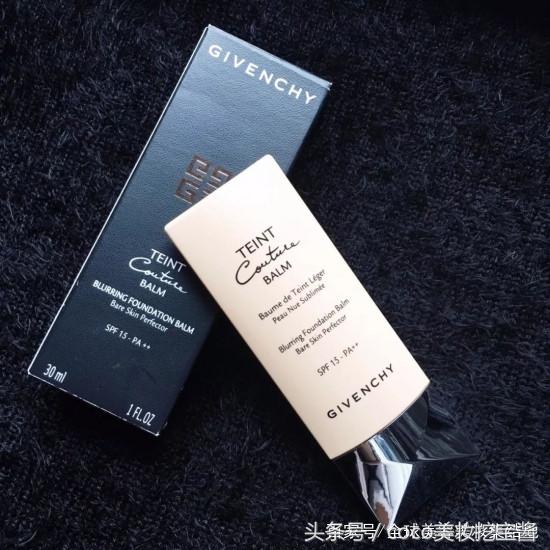 GIVENCHY
TEINT
Couture
BALM
BLURRING FOUNDATION BALM
Bare Skin Perfector
SPF 15 - PA++
30 ml
1 FL.OZ
TEINT
Couture
BALM
Baume de Teint Léger
Peau Nue Sublimée
Blurring Foundation Balm
Bare Skin Perfector
SPF 15 - PA++
GIVENCHY
头条号